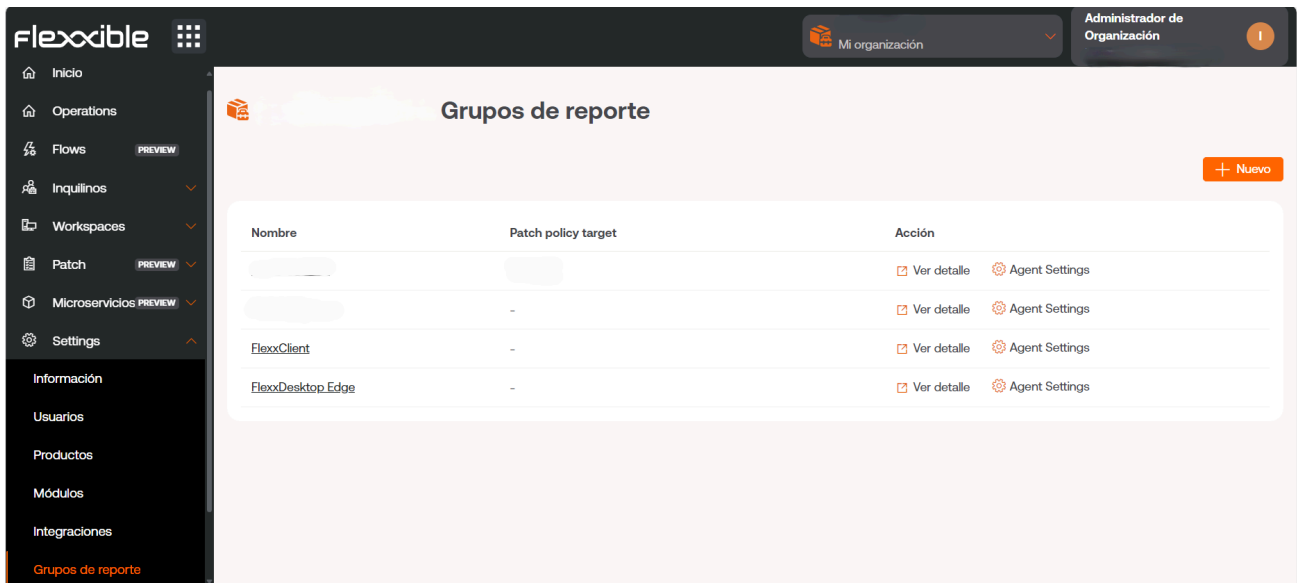 Flexxible
Mi organización
Administrador de
Organización
I
Inicio
Operations
Flows PREVIEW
Inquilinos
Workspaces
Patch PREVIEW
Microservicios PREVIEW
Settings
Información
Usuarios
Productos
Módulos
Integraciones
Grupos de reporte
Grupos de reporte
+ Nuevo
Nombre Patch policy target Acción
Ver detalle Agent Settings
- Ver detalle Agent Settings
FlexxClient - Ver detalle Agent Settings
FlexxDesktop Edge - Ver detalle Agent Settings